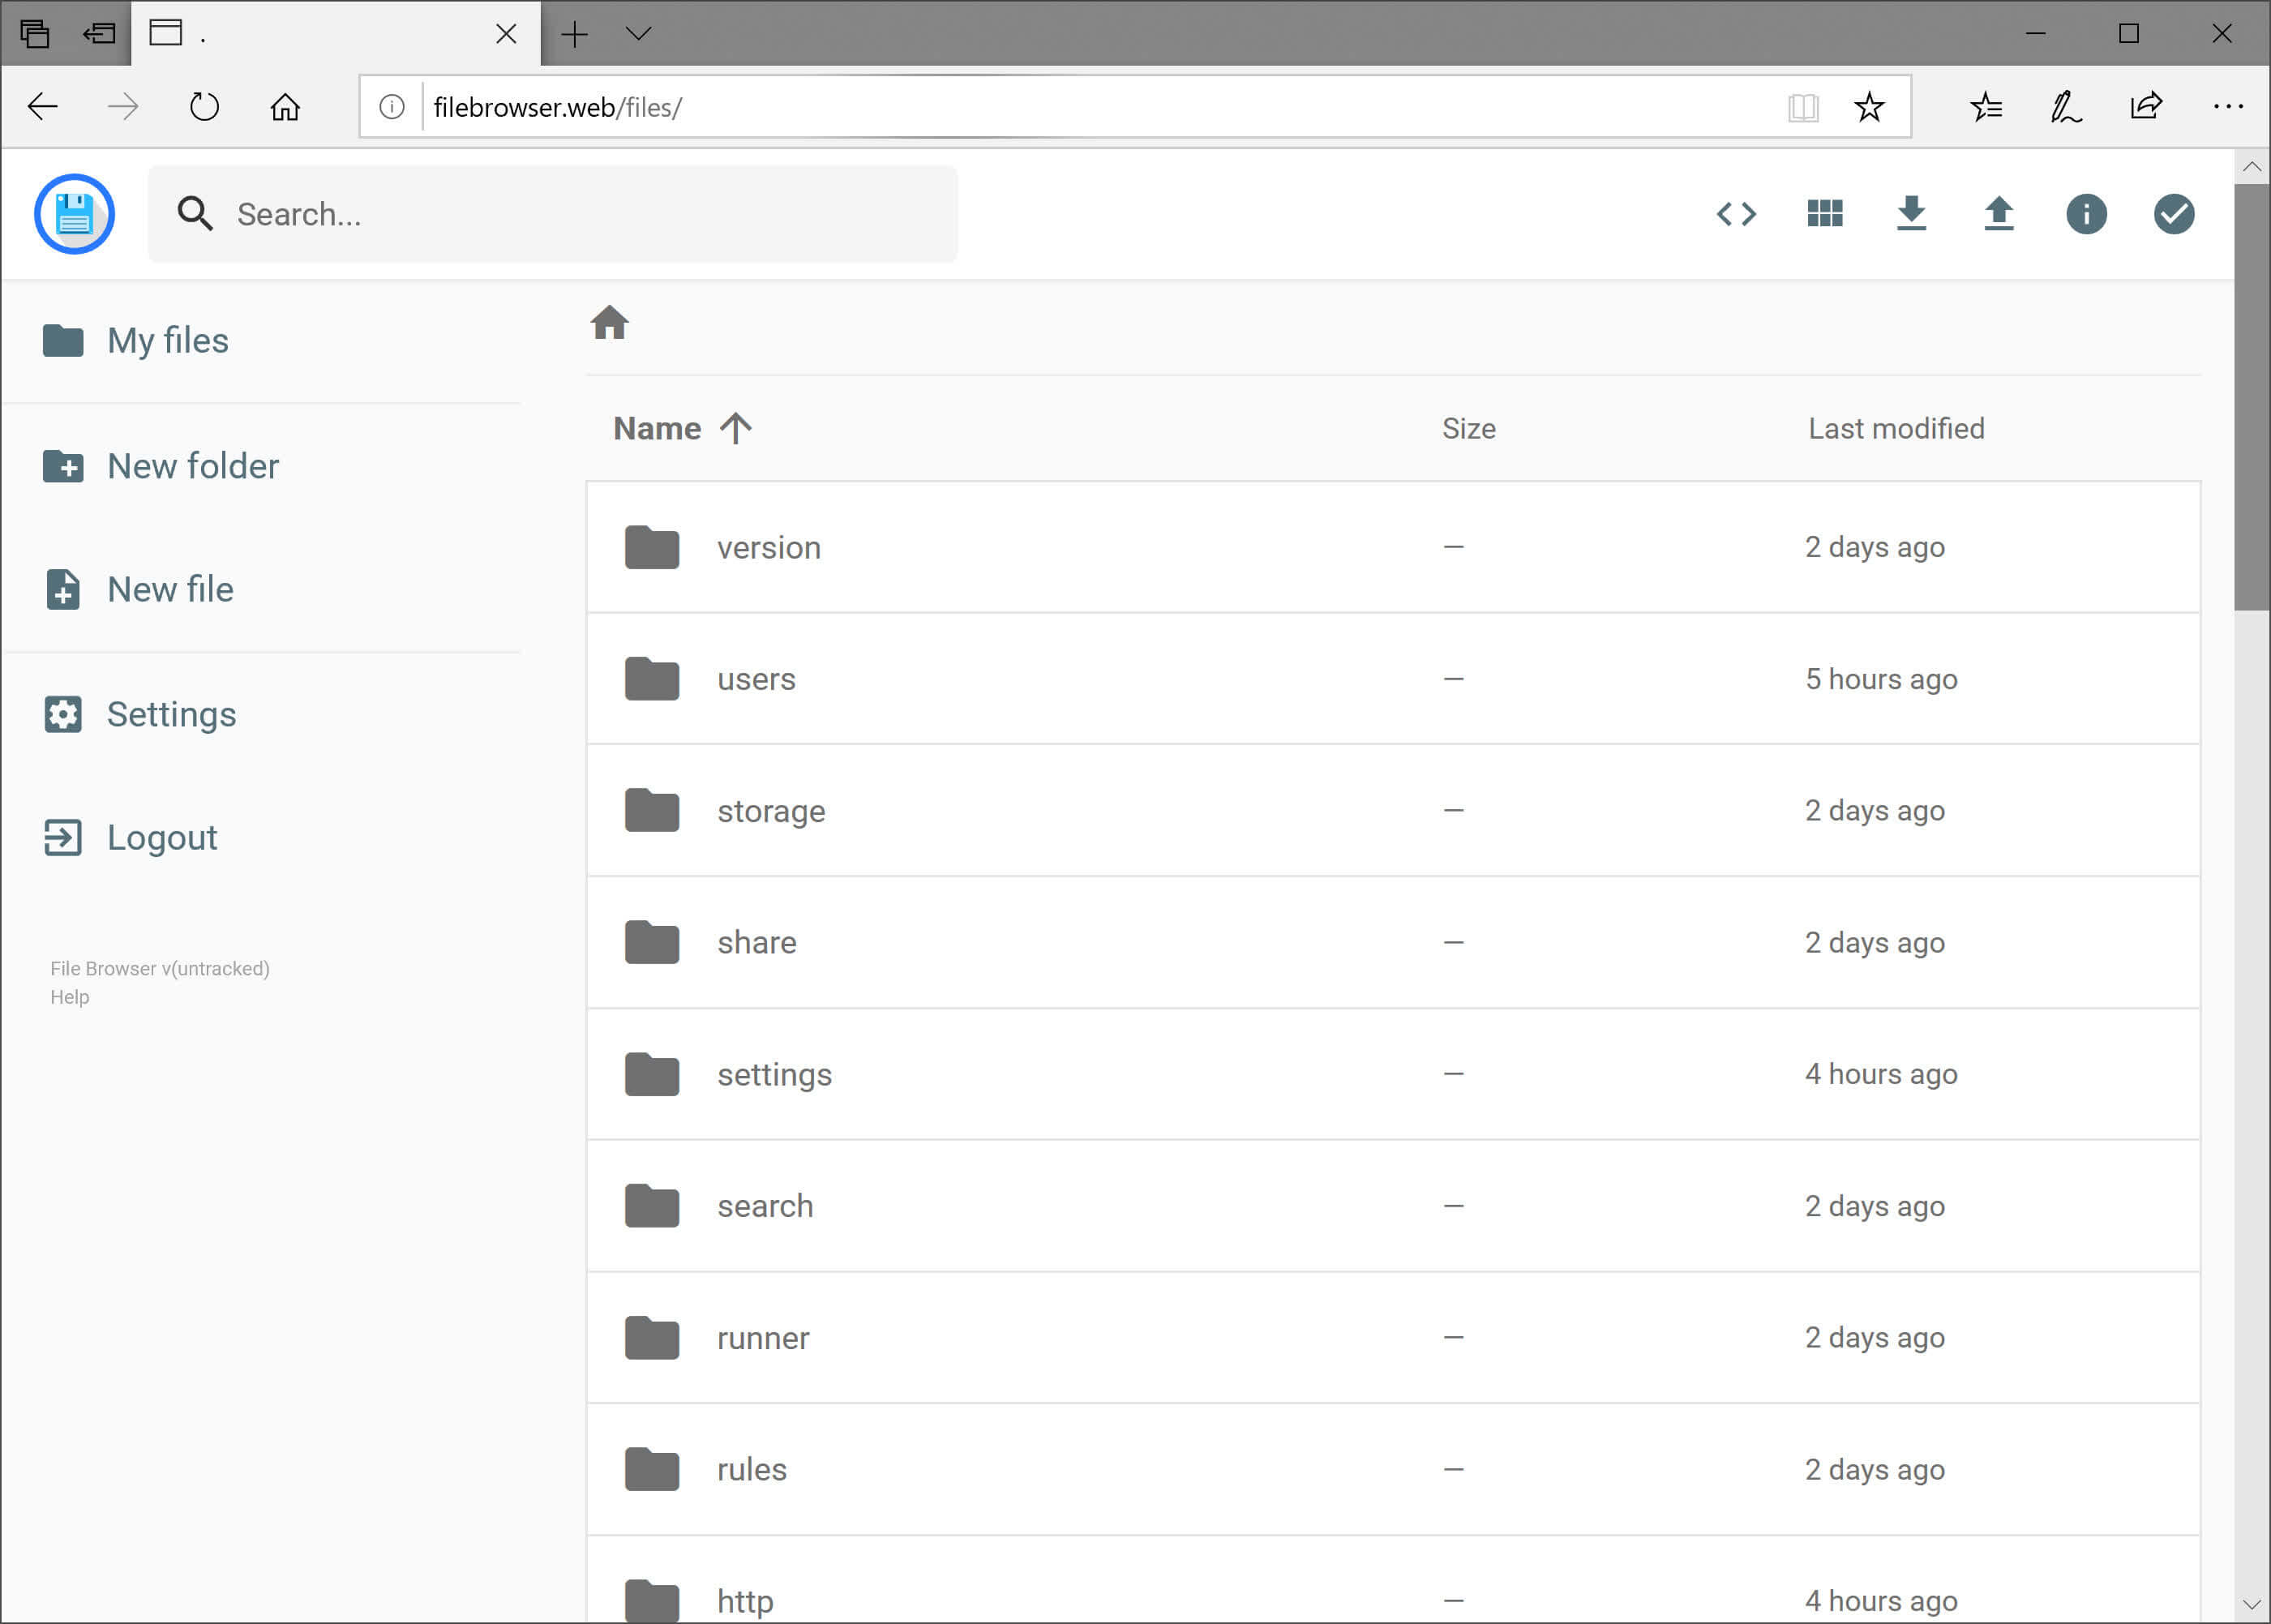 .
filebrowser.web/files/
Search...
My files
New folder
New file
Settings
Logout
File Browser v(untracked)
Help
Name Size Last modified
version — 2 days ago
users — 5 hours ago
storage — 2 days ago
share — 2 days ago
settings — 4 hours ago
search — 2 days ago
runner — 2 days ago
rules — 2 days ago
http — 4 hours ago